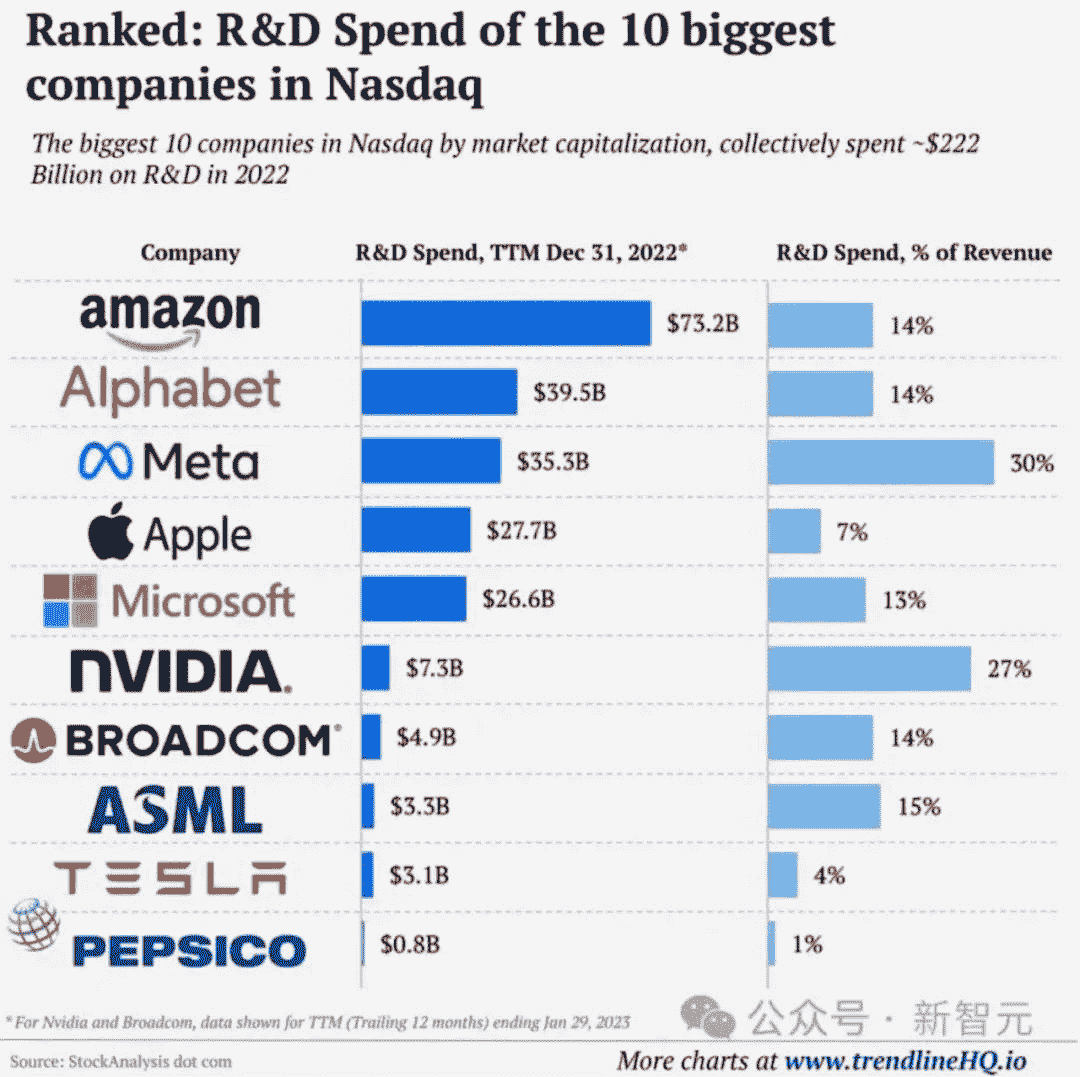 Ranked: R&D Spend of the 10 biggest
companies in Nasdaq
The biggest 10 companies in Nasdaq by market capitalization, collectively spent ~$222
Billion on R&D in 2022
Company R&D Spend, TTM Dec 31, 2022* R&D Spend, % of Revenue
amazon $73.2B 14%
Alphabet $39.5B 14%
Meta $35.3B 30%
Apple $27.7B 7%
Microsoft $26.6B 13%
NVIDIA. $7.3B 27%
BROADCOM® $4.9B 14%
ASML $3.3B 15%
TESLA $3.1B 4%
PEPSICO $0.8B 1%
*For Nvidia and Broadcom, data shown for TTM (Trailing 12 months) ending Jan 29, 2023
公众号 · 新智元
Source: StockAnalysis dot com
More charts at www.trendlineHQ.io